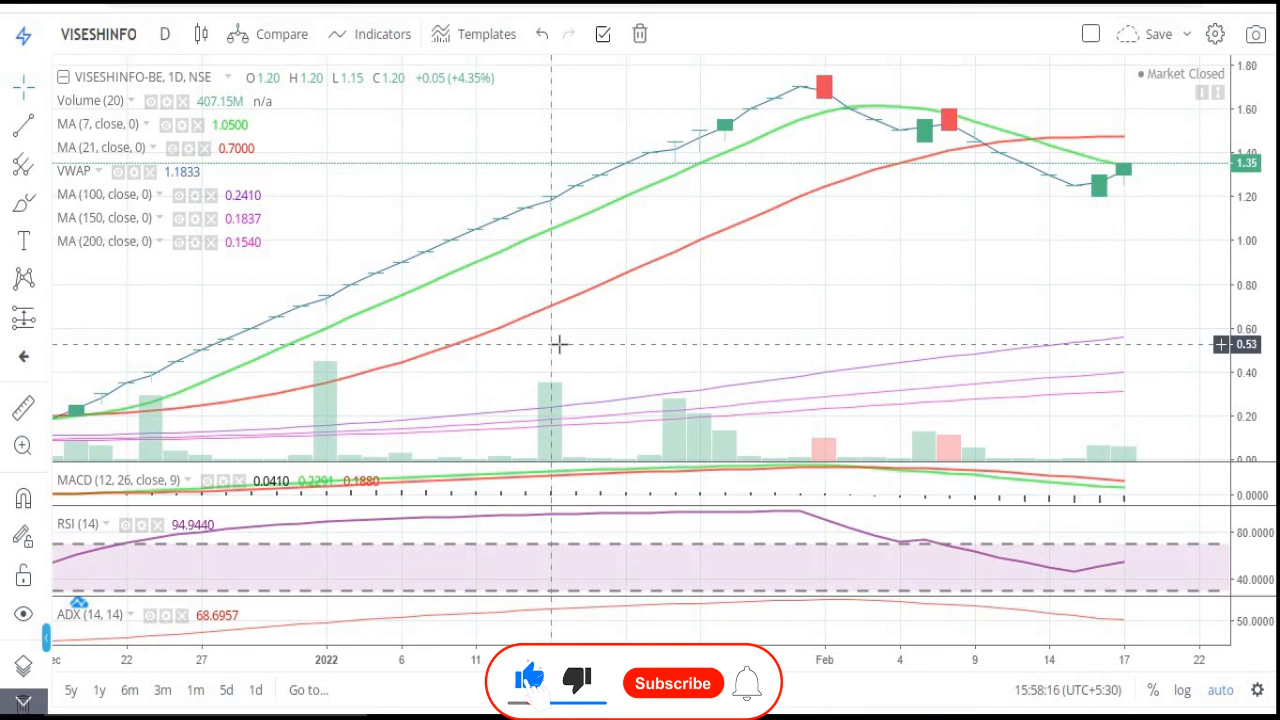 VISESHINFO D Compare Indicators Templates Save
VISESHINFO-BE, 1D, NSE O 1.20 H 1.20 L 1.15 C 1.20 +0.05 (+4.35%)
Market Closed
Volume (20) 407.15M n/a
MA (7, close, 0) 1.0500
MA (21, close, 0) 0.7000
VWAP 1.1833
MA (100, close, 0) 0.2410
MA (150, close, 0) 0.1837
MA (200, close, 0) 0.1540
1.80
1.60
1.40
1.35
1.20
1.00
0.80
0.60
0.53
0.40
0.20
0.00
MACD (12, 26, close, 9) 0.0410 0.2291 0.1880
0.0000
RSI (14) 94.9440
80.0000
40.0000
ADX (14, 14) 68.6957
50.0000
ec 22 27 2022 6 11 Feb 4 9 14 17 22
5y 1y 6m 3m 1m 5d 1d Go to... 15:58:16 (UTC+5:30) % log auto
Subscribe